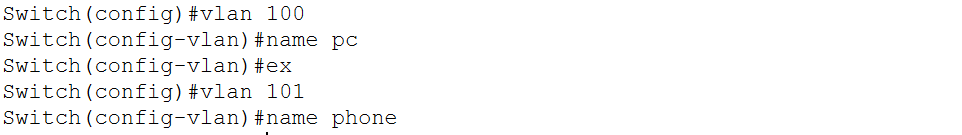 Switch(config)#vlan 100
Switch(config-vlan)#name pc
Switch(config-vlan)#ex
Switch(config)#vlan 101
Switch(config-vlan)#name phone